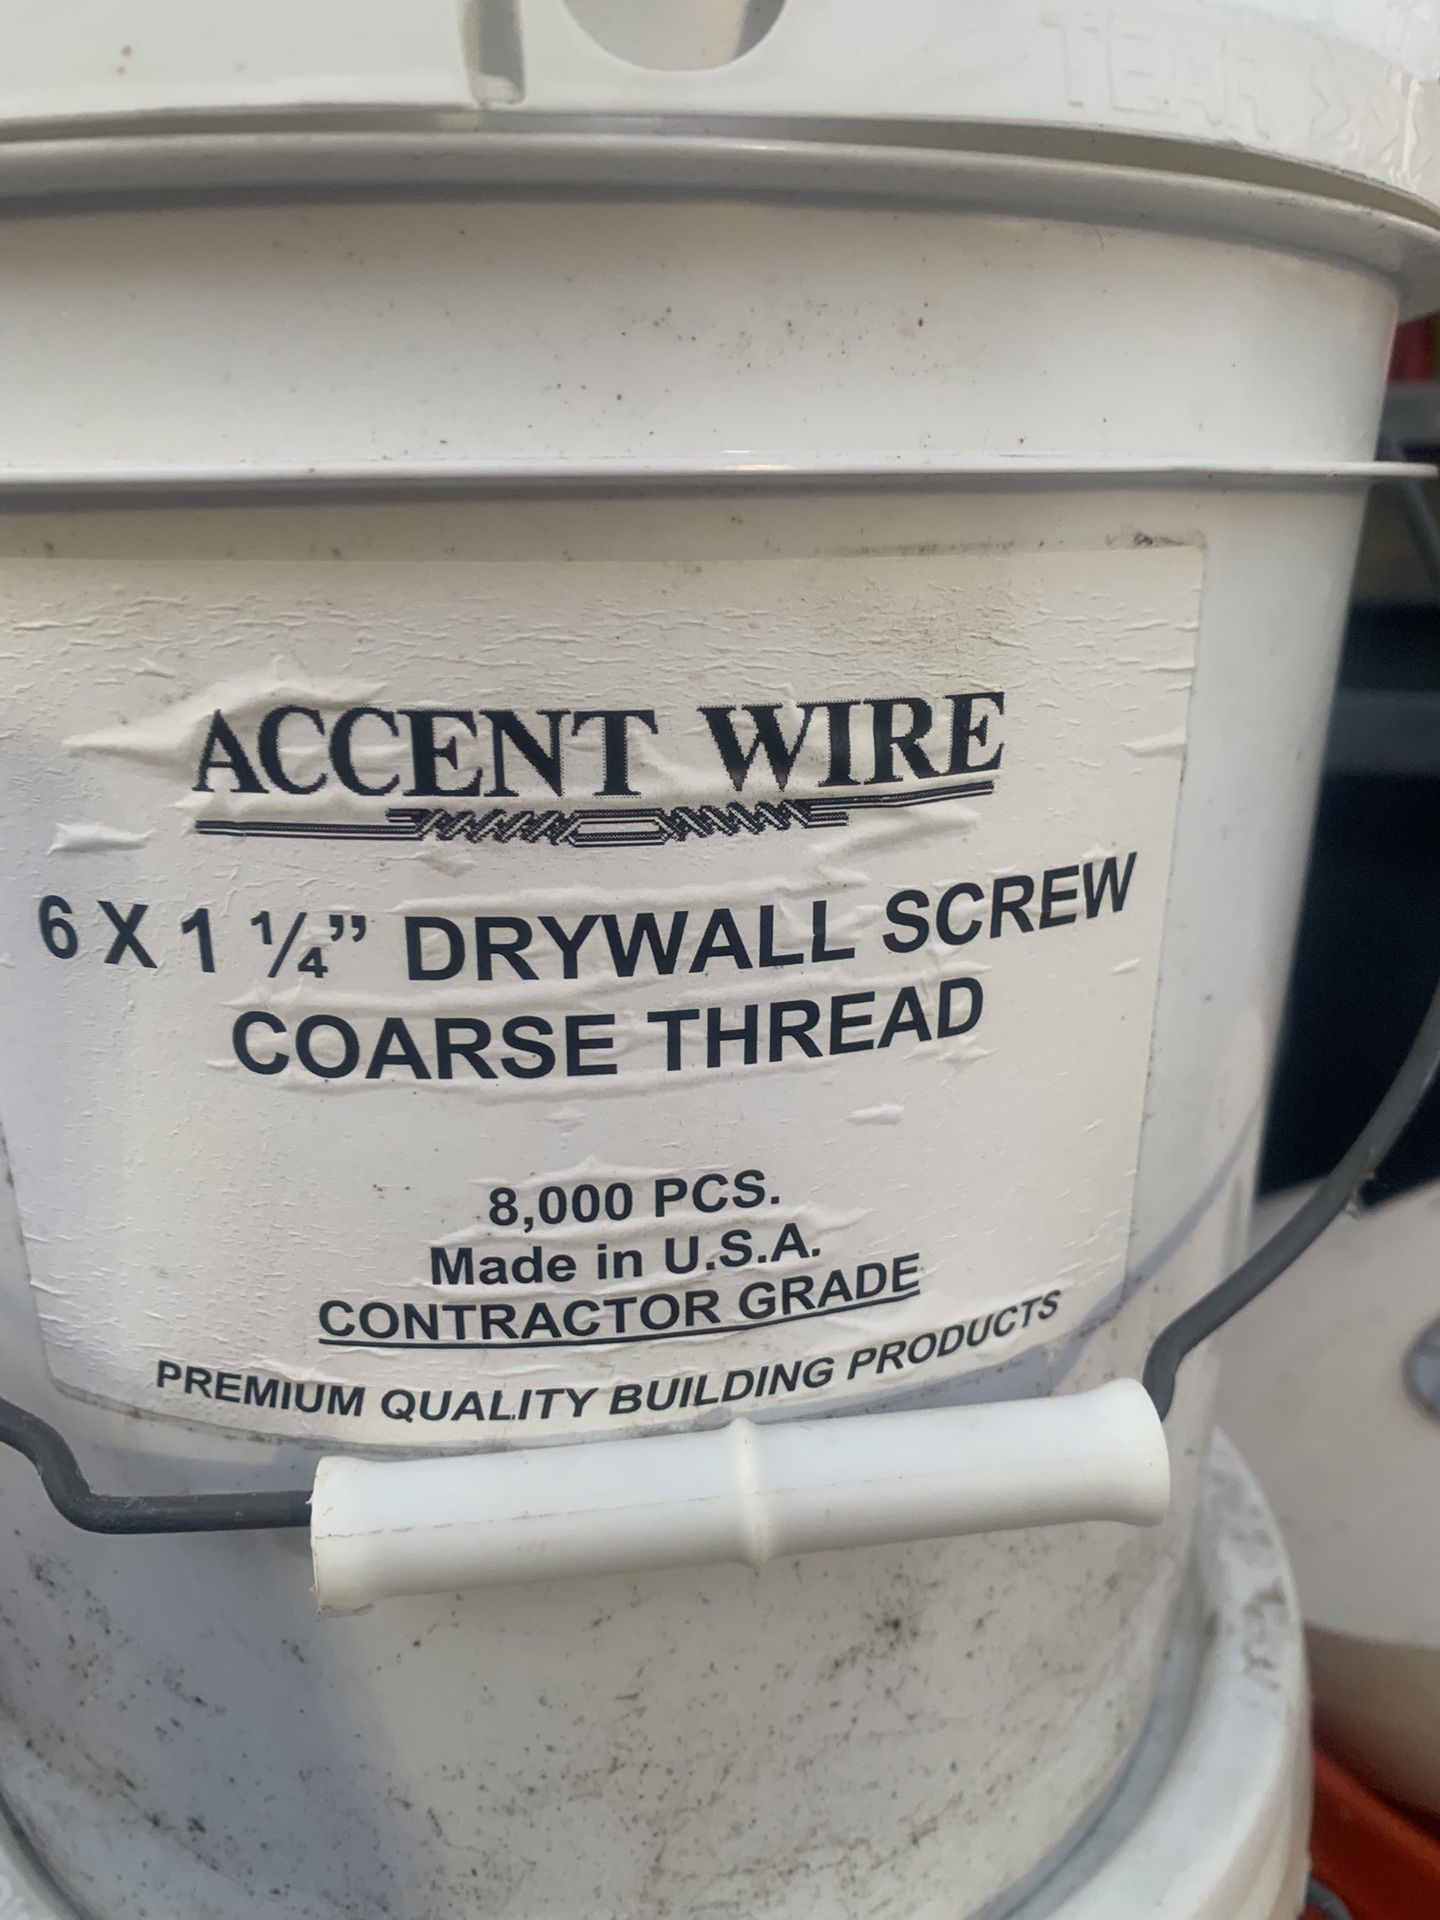 TEAR
ACCENT WIRE
6 X 1 ¼” DRYWALL SCREW
COARSE THREAD
8,000 PCS.
Made in U.S.A.
CONTRACTOR GRADE
PREMIUM QUALITY BUILDING PRODUCTS